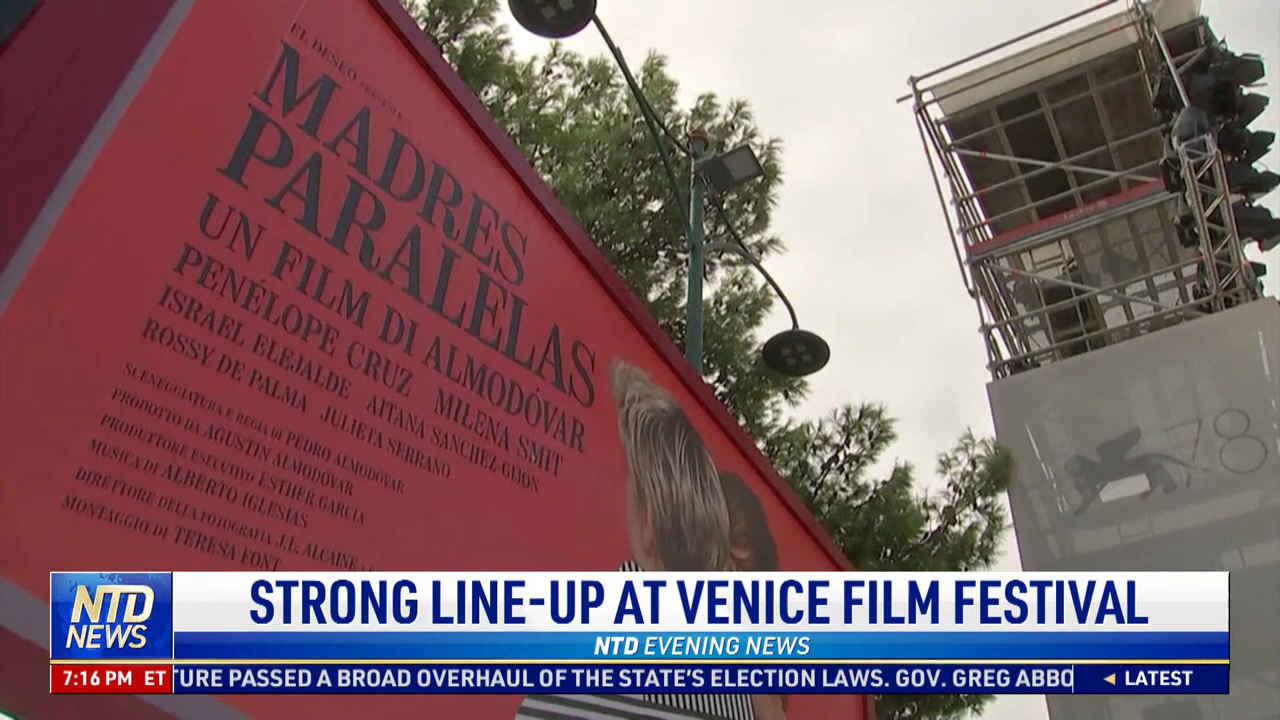 EL DESEO PRESENTA
MADRES
PARALELAS
UN FILM DI ALMODÓVAR
PENÉLOPE CRUZ MILENA SMIT
ISRAEL ELEJALDE AITANA SANCHEZ-GIJON
ROSSY DE PALMA JULIETA SERRANO
SCENEGGIATURA E REGIA DI PEDRO ALMODOVAR
PRODOTTO DA AGUSTIN ALMODÓVAR
PRODUTTORE ESECUTIVO ESTHER GARCÍA
MUSICA DI ALBERTO IGLESIAS
DIRETTORE DELLA FOTOGRAFIA J.L. ALCAINE
MONTAGGIO DI TERESA FONT
78
NTD
NEWS
STRONG LINE-UP AT VENICE FILM FESTIVAL
NTD EVENING NEWS
7:16 PM ET TURE PASSED A BROAD OVERHAUL OF THE STATE'S ELECTION LAWS. GOV. GREG ABBO ◄ LATEST